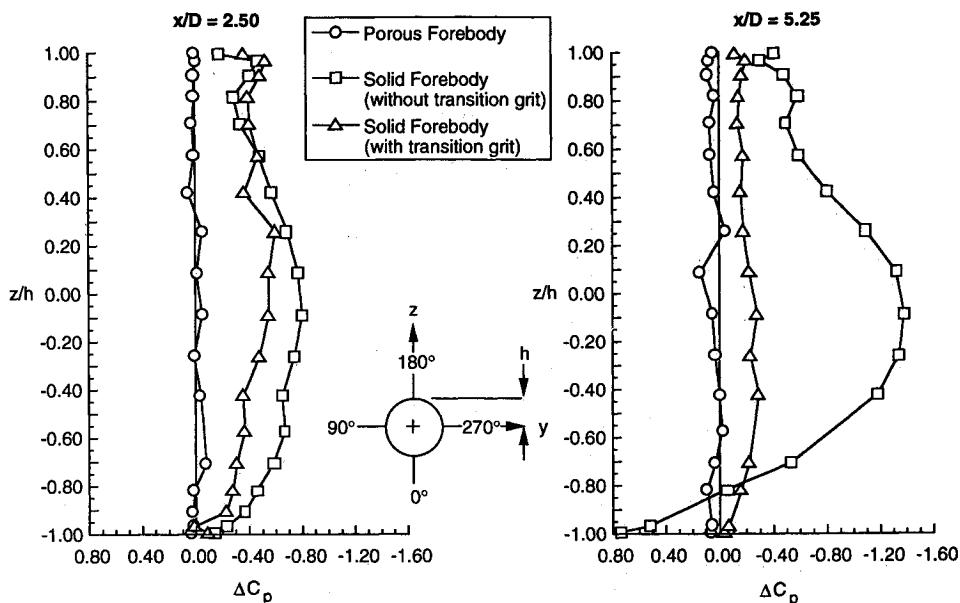 x/D = 2.50
Porous Forebody
Solid Forebody
(without transition grit)
Solid Forebody
(with transition grit)
x/D = 5.25
1.00
0.80
0.60
0.40
0.20
z/h 0.00
-0.20
-0.40
-0.60
-0.80
-1.00
0.80 0.00 -0.40 -0.80 -1.20 -1.60
ΔCp
z
180°
h
90°
270°
y
0°
1.00
0.80
0.60
0.40
0.20
z/h 0.00
-0.20
-0.40
-0.60
-0.80
-1.00
0.80 0.00 -0.40 -0.80 -1.20 -1.60
ΔCp